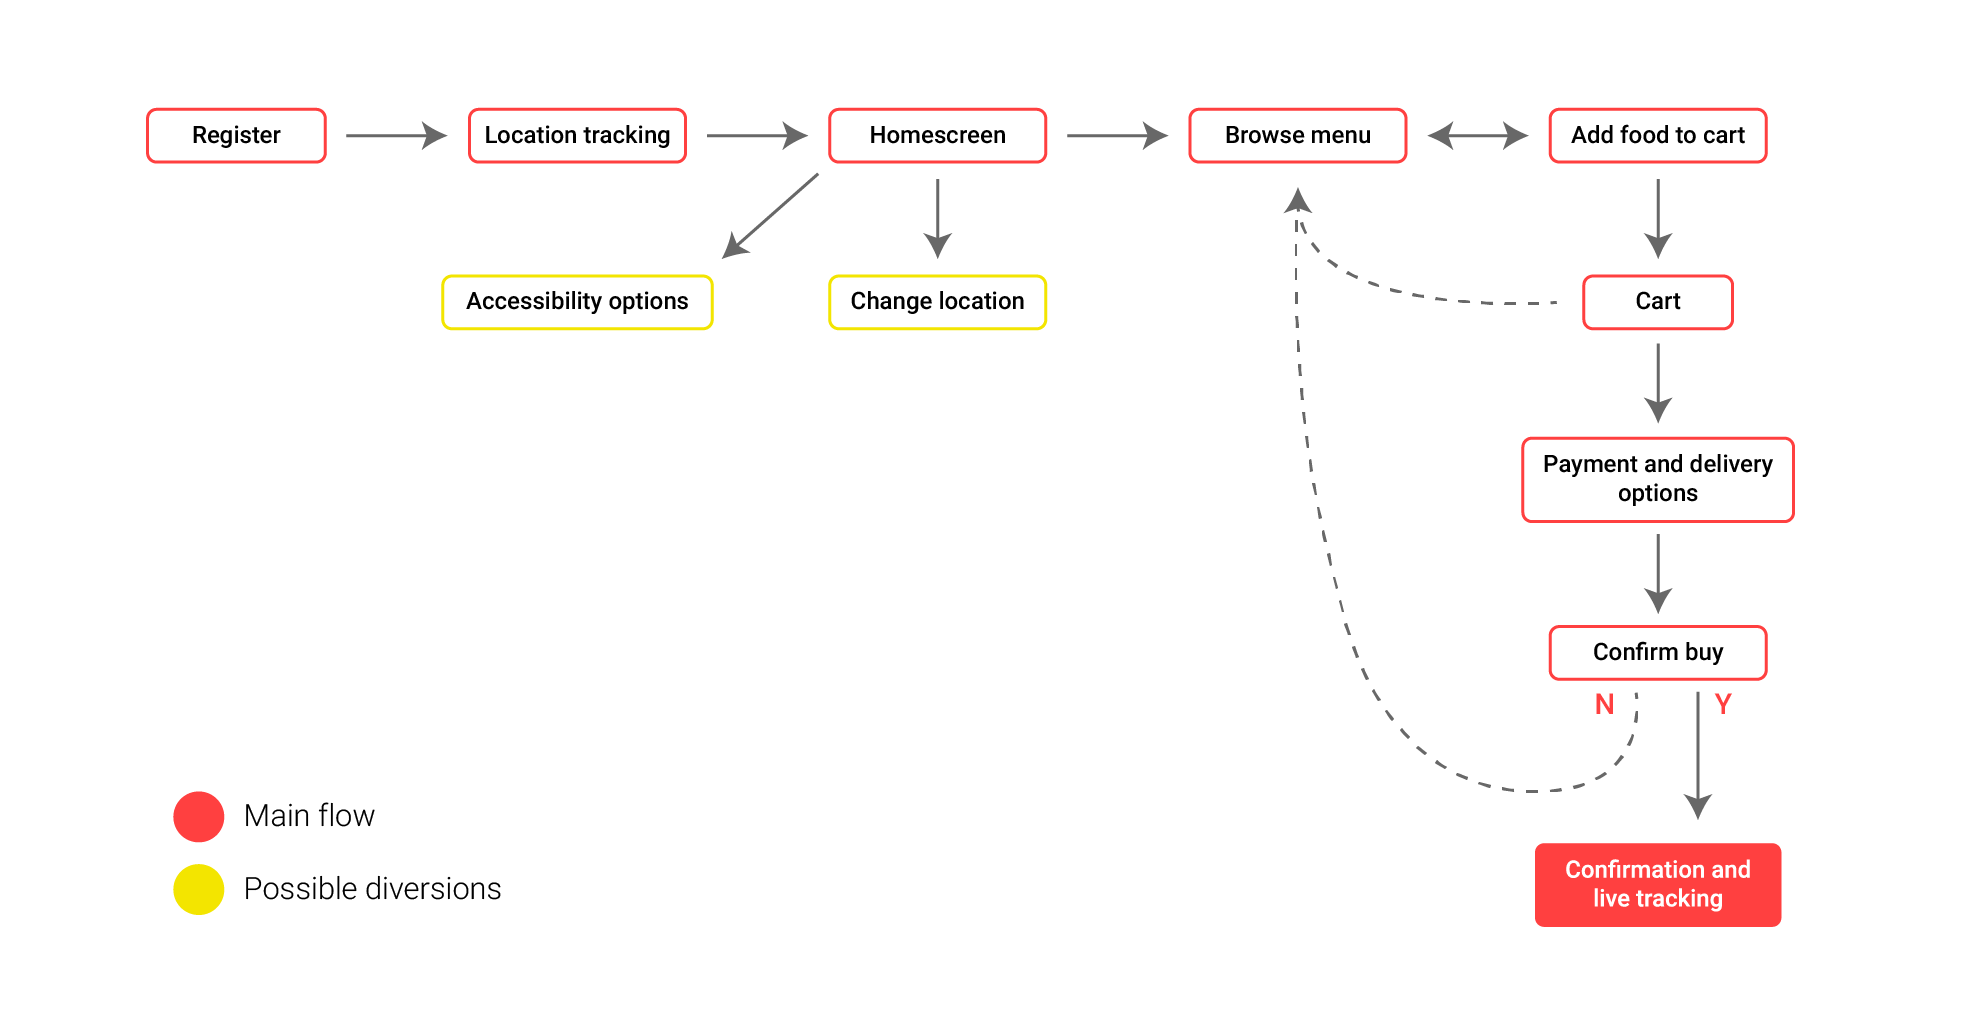 Register
Location tracking
Homescreen
Browse menu
Add food to cart
Accessibility options
Change location
Cart
Payment and delivery
options
Confirm buy
N
Y
Main flow
Possible diversions
Confirmation and
live tracking